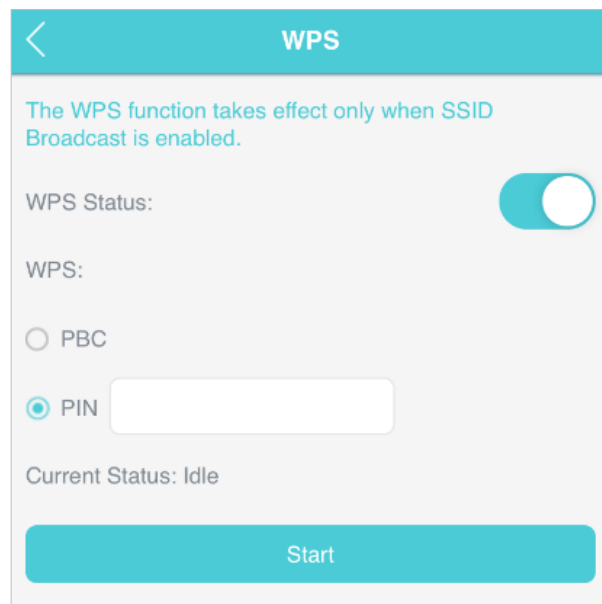 WPS
The WPS function takes effect only when SSID
Broadcast is enabled.
WPS Status:
WPS:
PBC
PIN
Current Status: Idle
Start